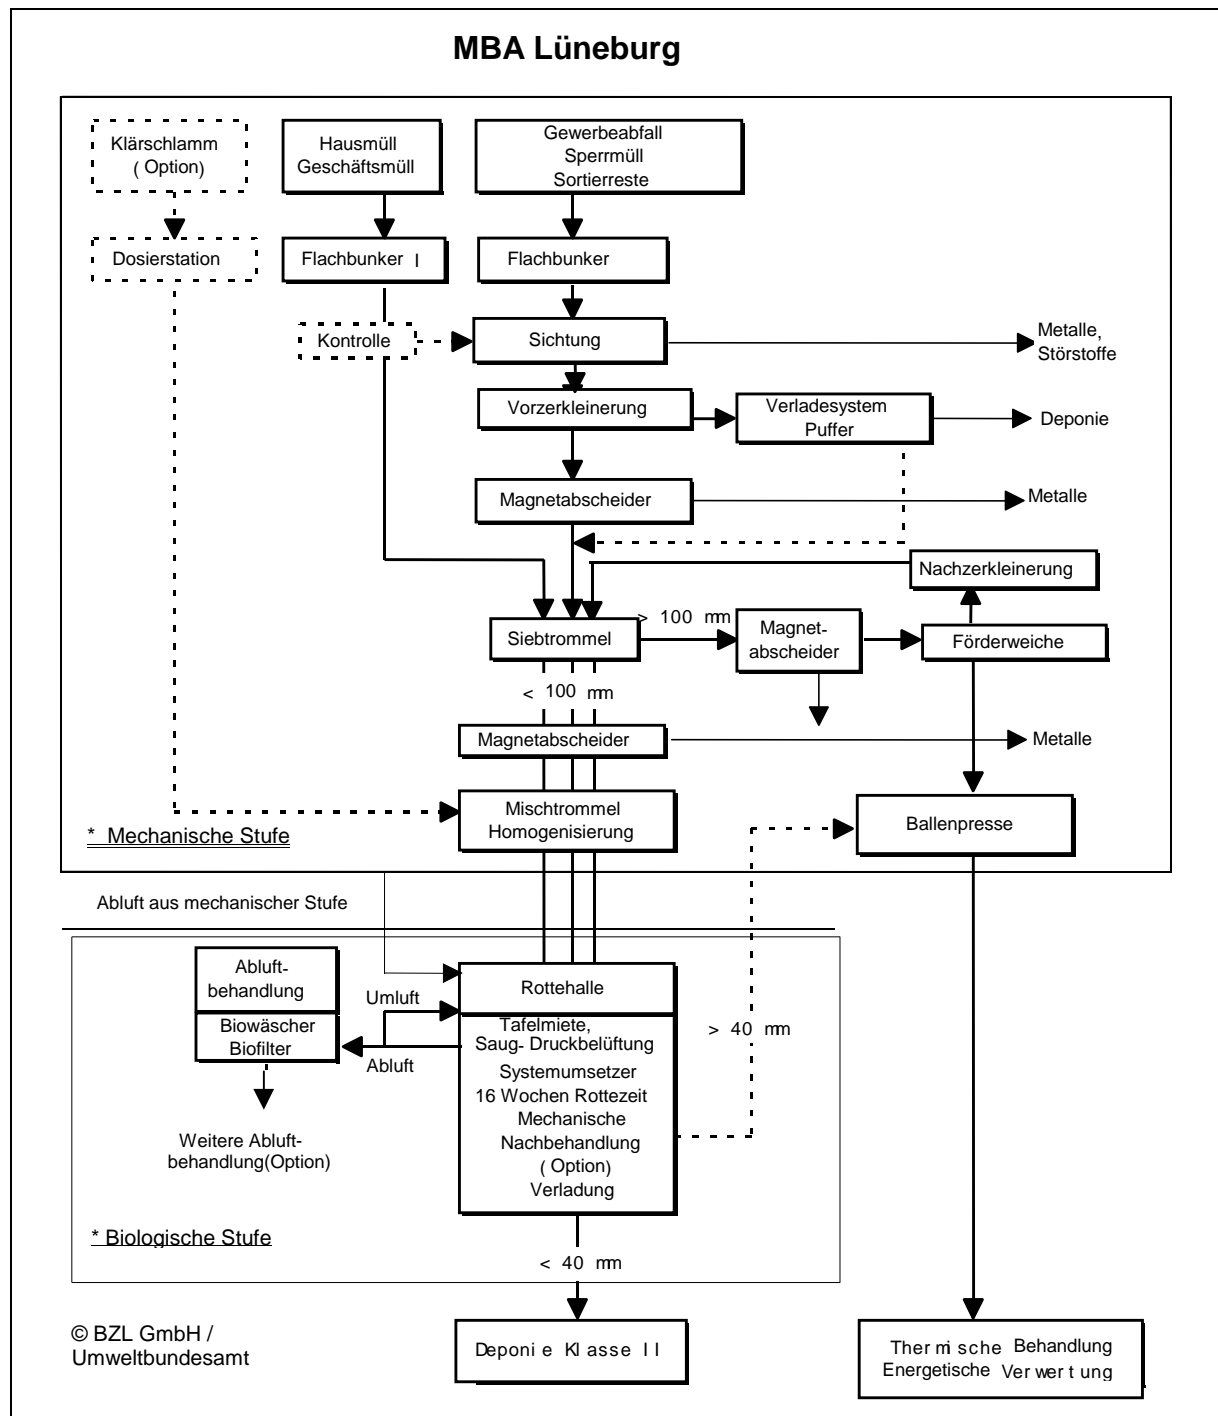 MBA Lüneburg
Klärschlamm
( Option)
Hausmüll
Geschäftsmüll
Gewerbeabfall
Sperrmüll
Sortierreste
Dosierstation
Flachbunker I
Flachbunker
Kontrolle
Sichtung
Metalle,
Störstoffe
Vorzerkleinerung
Verladesystem
Puffer
Deponie
Magnetabscheider
Metalle
Nachzerkleinerung
Siebtrommel
> 100 mm
Magnet-
abscheider
Förderweiche
< 100 mm
Magnetabscheider
Metalle
Mischtrommel
Homogenisierung
Ballenpresse
* Mechanische Stufe
Abluft aus mechanischer Stufe
Abluft-
behandlung
Biowäscher
Biofilter
Umluft
Abluft
Rottehalle
Tafelmiete,
Saug- Druckbelüftung
Systemumsetzer
16 Wochen Rottezeit
Mechanische
Nachbehandlung
( Option)
Verladung
> 40 mm
Weitere Abluft-
behandlung(Option)
* Biologische Stufe
< 40 mm
© BZL GmbH /
Umweltbundesamt
Deponie Klasse II
Thermische Behandlung
Energetische Verwertung